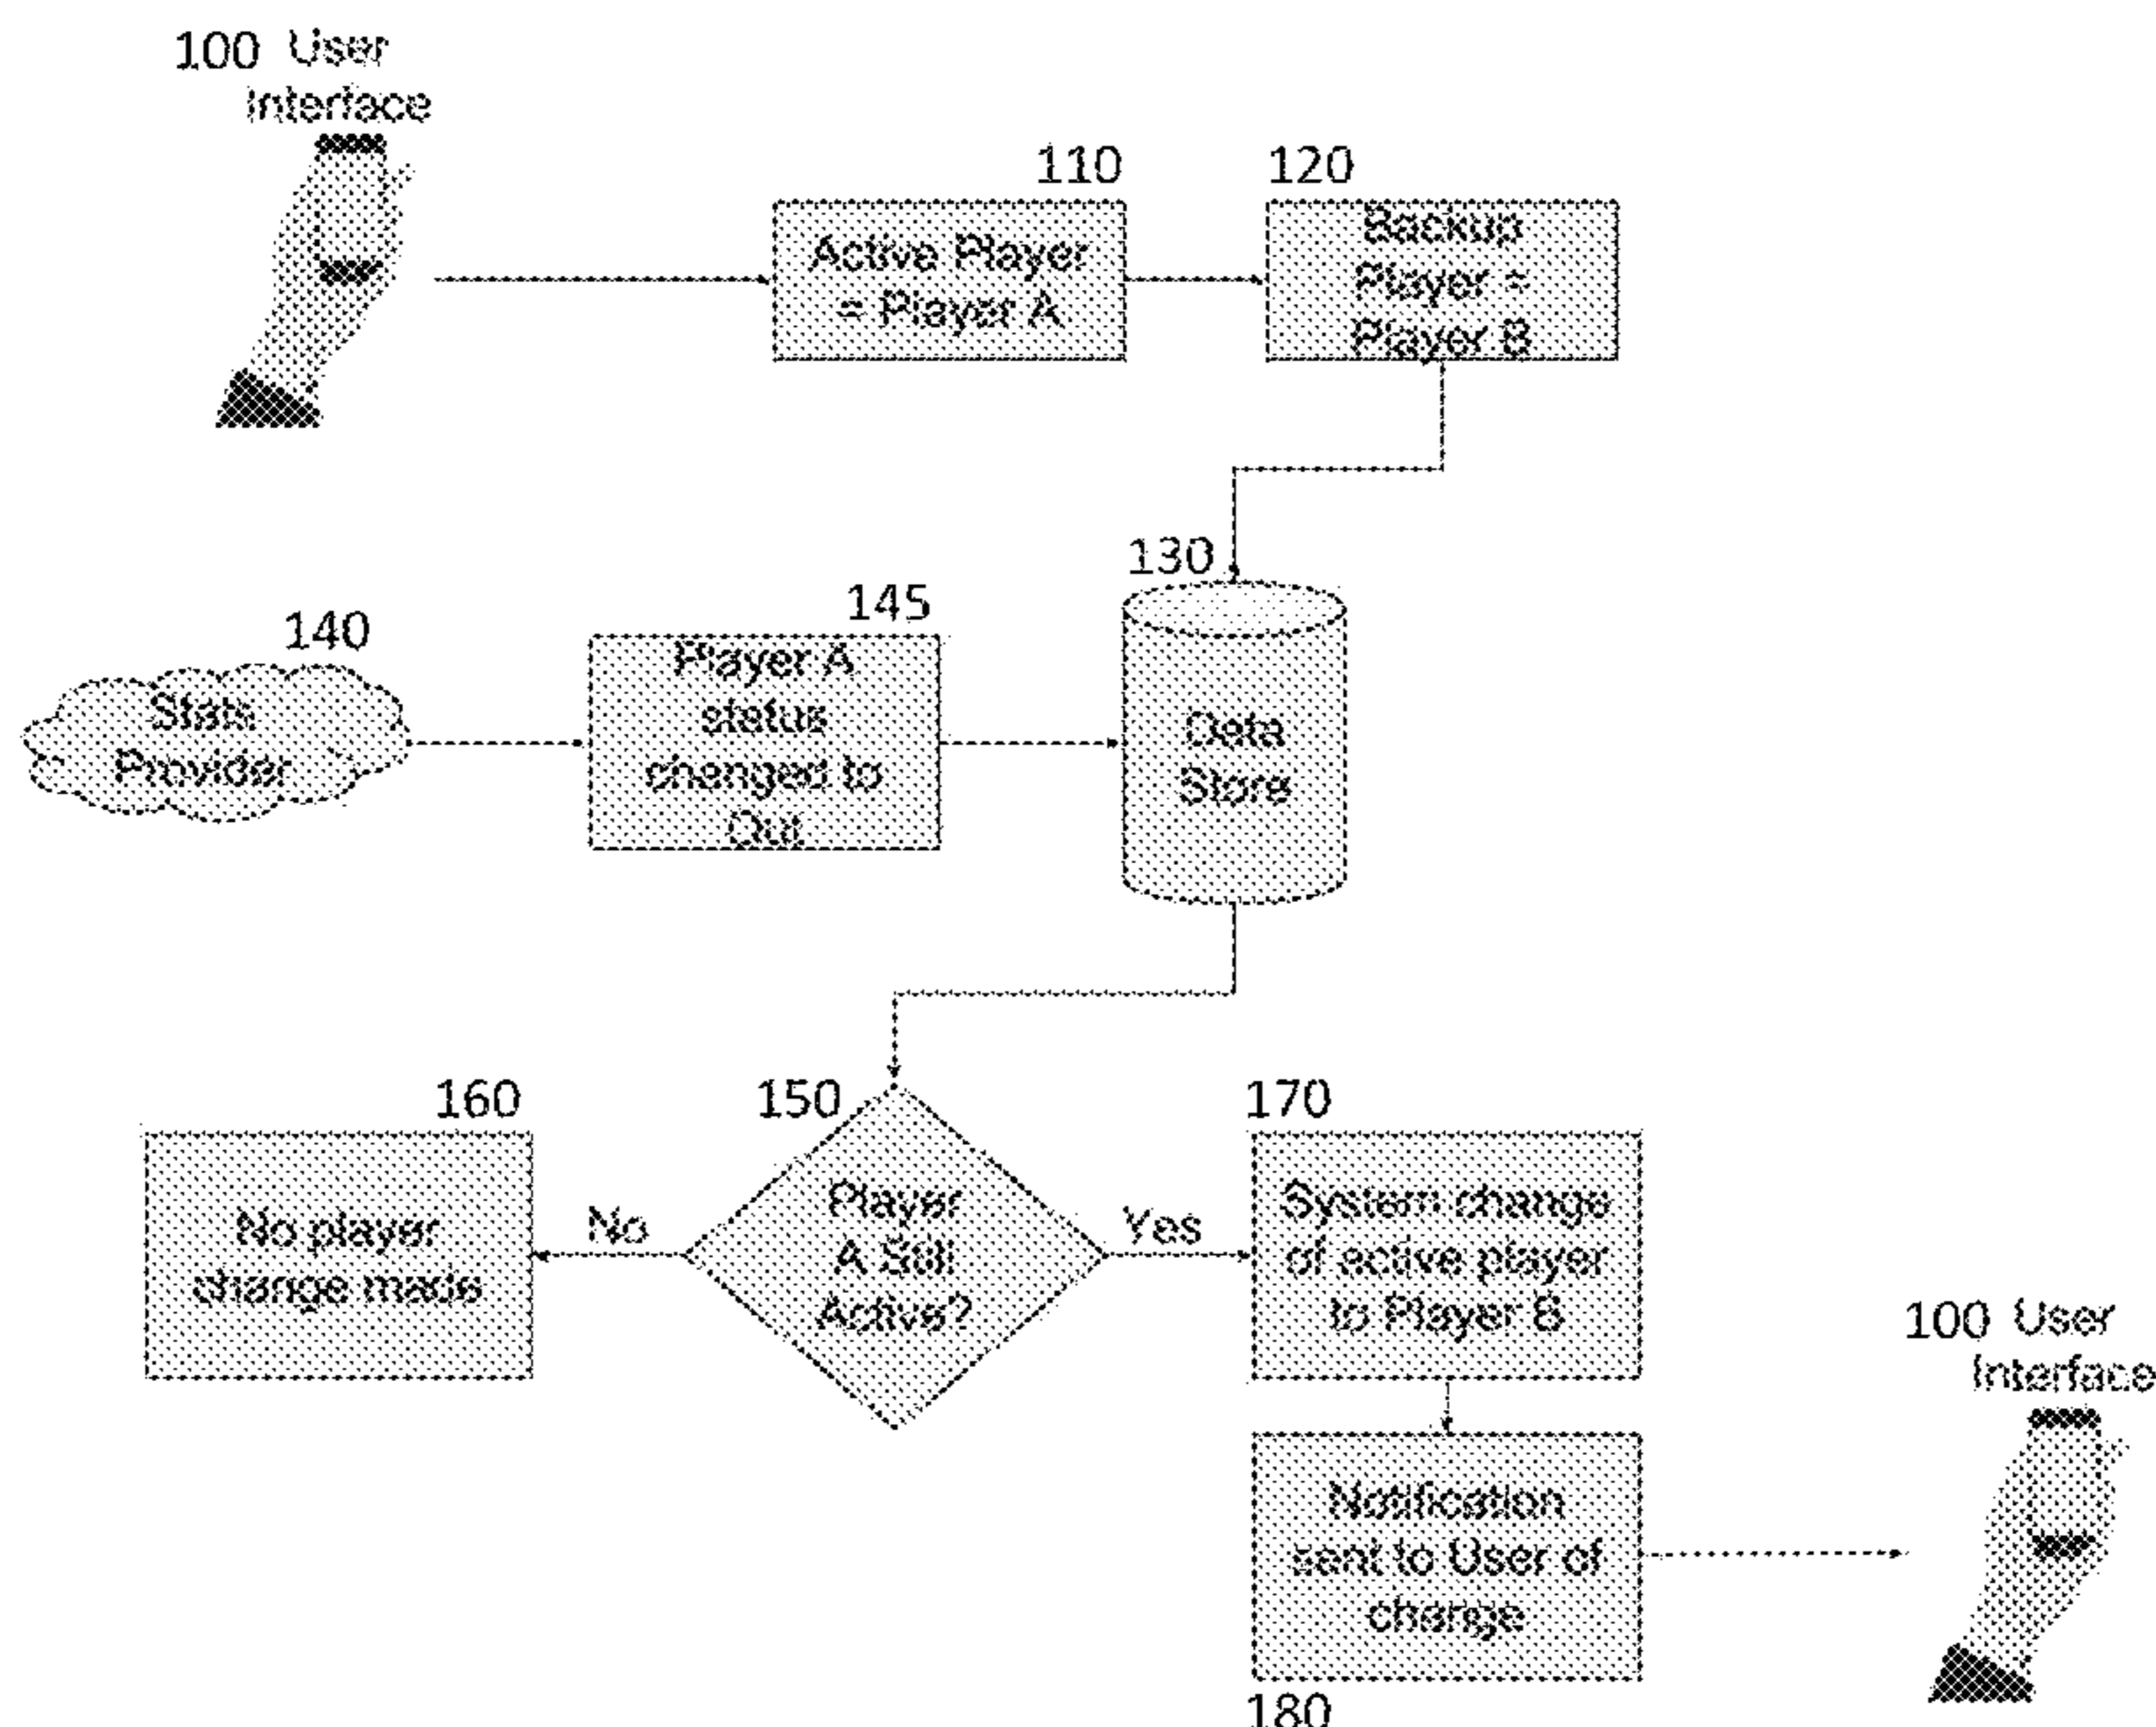 100 User
Interface
110
120
Active Player
= Player A
Backup
Player =
Player B
130
140
145
Stats
Provider
Player A
status
changed to
Out
Data
Store
160
150
170
No player
change made
No
Player
A Still
Active?
Yes
System change
of active player
to Player B
100 User
Interface
Notification
sent to User of
change
180